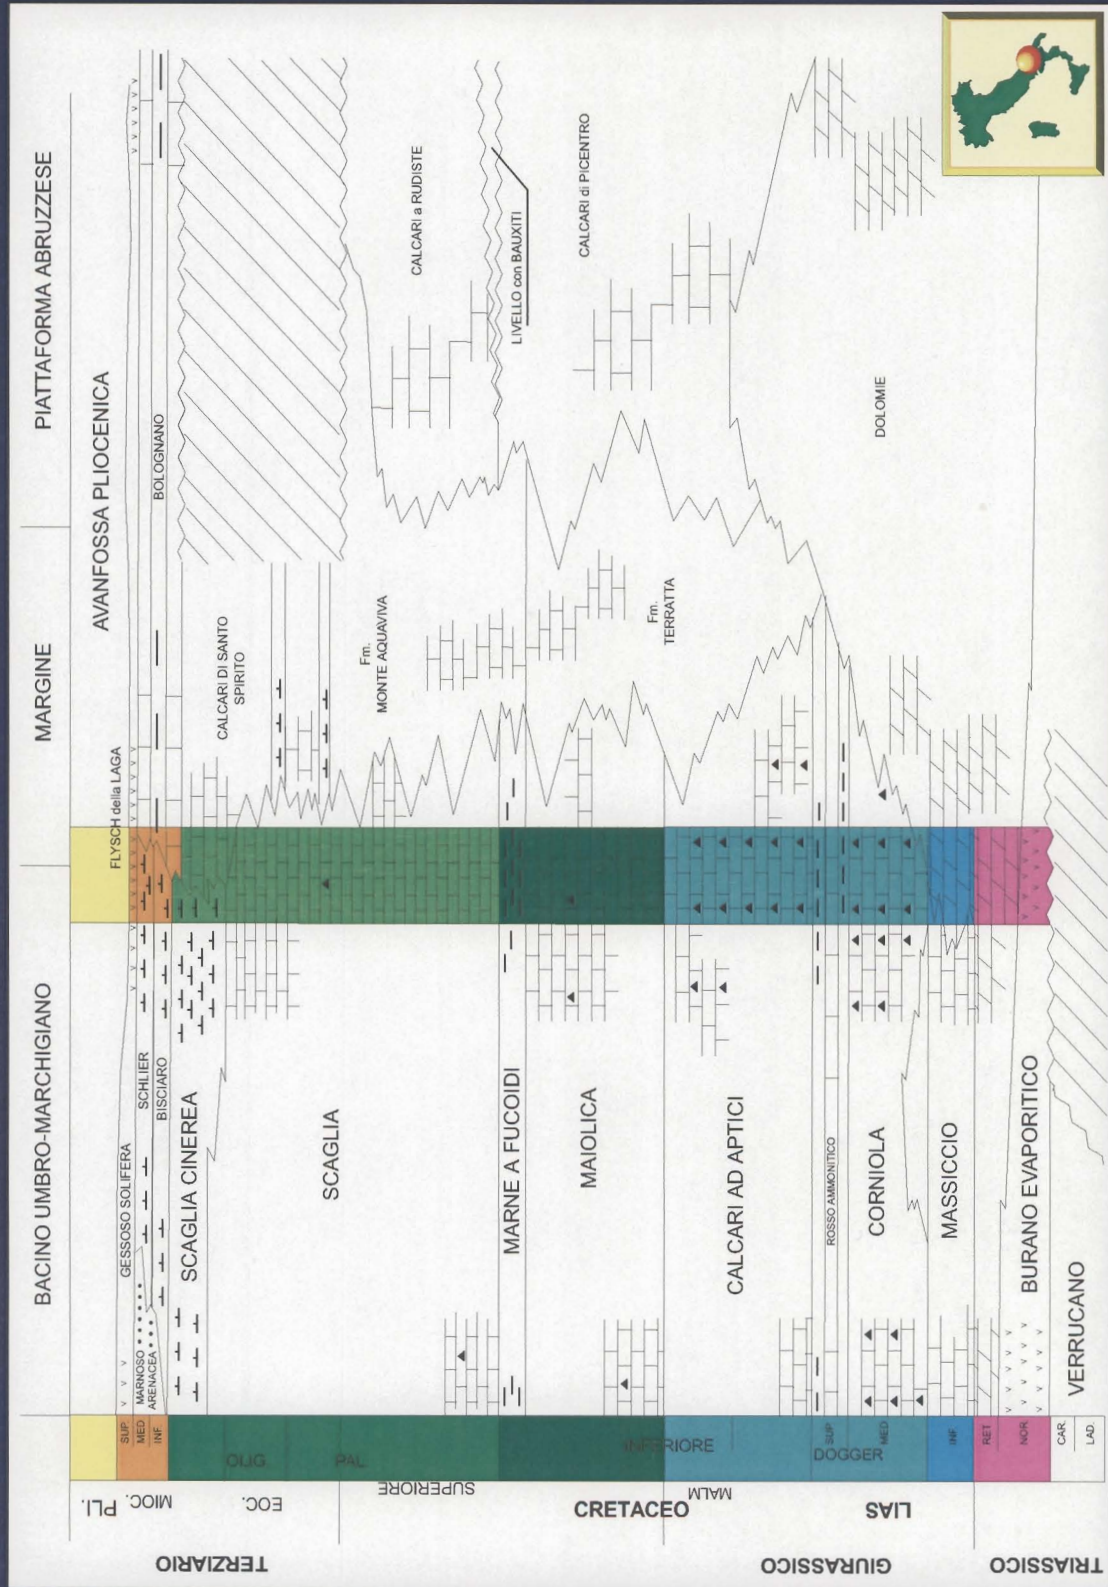 BACINO UMBRO-MARCHIGIANO
MARGINE
PIATTAFORMA ABRUZZESE
AVANFOSSA PLIOCENICA
FLYSCH della LAGA
GESSOSO SOLIFERA
MARNOSO
ARENACEA
SCHLIER
BISCIARO
BOLOGNANO
SCAGLIA CINEREA
CALCARI DI SANTO
SPIRITO
SCAGLIA
Fm.
MONTE AQUAVIVA
CALCARI a RUDISTE
LIVELLO con BAUXITI
MARNE A FUCOIDI
MAIOLICA
CALCARI di PICENTRO
Fm.
TERRATTA
CALCARI AD APTICI
ROSSO AMMONITICO
CORNIOLA
DOLOMIE
MASSICCIO
BURANO EVAPORITICO
VERRUCANO
PLI.
MIOC.
SUP.
MED
INF.
EOC.
OLIG.
PAL
TERZIARIO
SUPERIORE
INFERIORE
CRETACEO
MALM
DOGGER
SUP
MED
INF
LIAS
GIURASSICO
RET
NOR
CAR.
LAD.
TRIASSICO